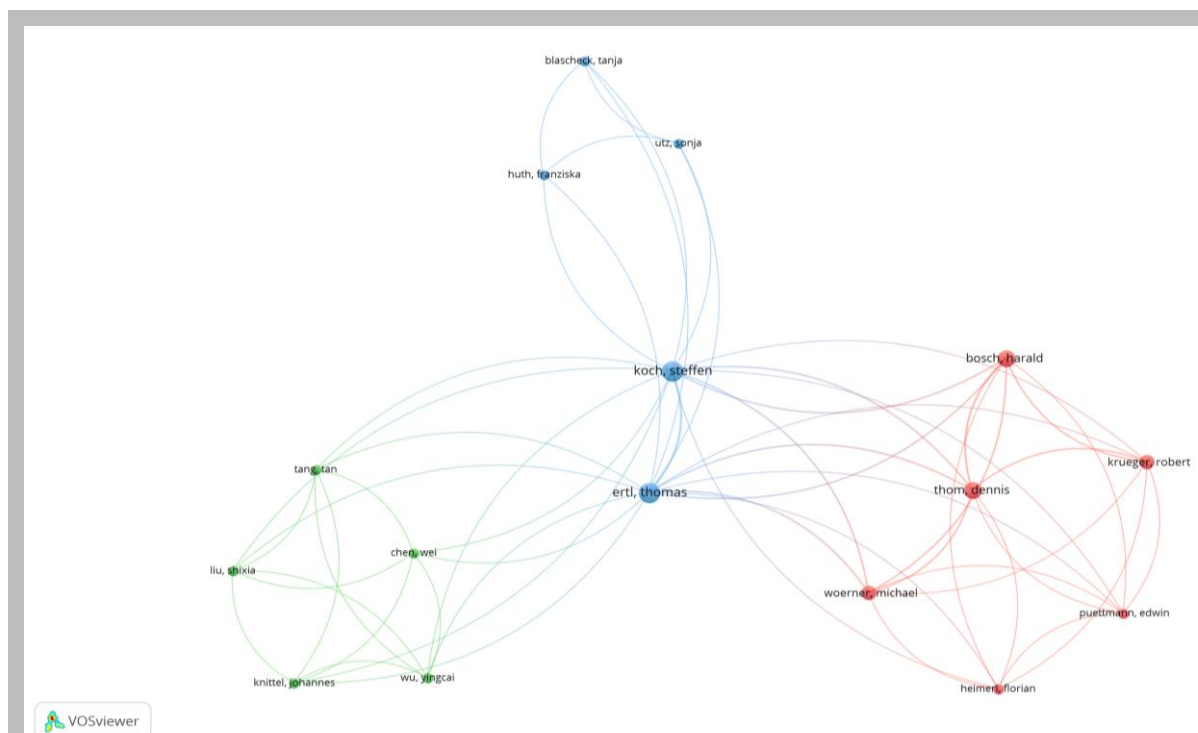 blascheck, tanja
utz, sonja
huth, franziska
koch, steffen
bosch, harald
krueger, robert
tang, tan
ertl, thomas
thom, dennis
chen, wei
liu, shixia
woerner, michael
puettmann, edwin
knittel, johannes
wu, yingcai
heimerl, florian
VOSviewer